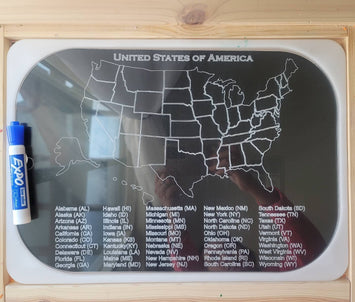 United States of America
EXPO
Alabama (AL) Hawaii (HI) Massachusetts (MA) New Mexico (NM) South Dakota (SD)
Alaska (AK) Idaho (ID) Michigan (MI) New York (NY) Tennessee (TN)
Arizona (AZ) Illinois (IL) Minnesota (MN) North Carolina (NC) Texas (TX)
Arkansas (AR) Indiana (IN) Mississippi (MS) North Dakota (ND) Utah (UT)
California (CA) Iowa (IA) Missouri (MO) Ohio (OH) Vermont (VT)
Colorado (CO) Kansas (KS) Montana (MT) Oklahoma (OK) Virginia (VA)
Connecticut (CT) Kentucky (KY) Nebraska (NE) Oregon (OR) Washington (WA)
Delaware (DE) Louisiana (LA) Nevada (NV) Pennsylvania (PA) West Virginia (WV)
Florida (FL) Maine (ME) New Hampshire (NH) Rhode Island (RI) Wisconsin (WI)
Georgia (GA) Maryland (MD) New Jersey (NJ) South Carolina (SC) Wyoming (WY)